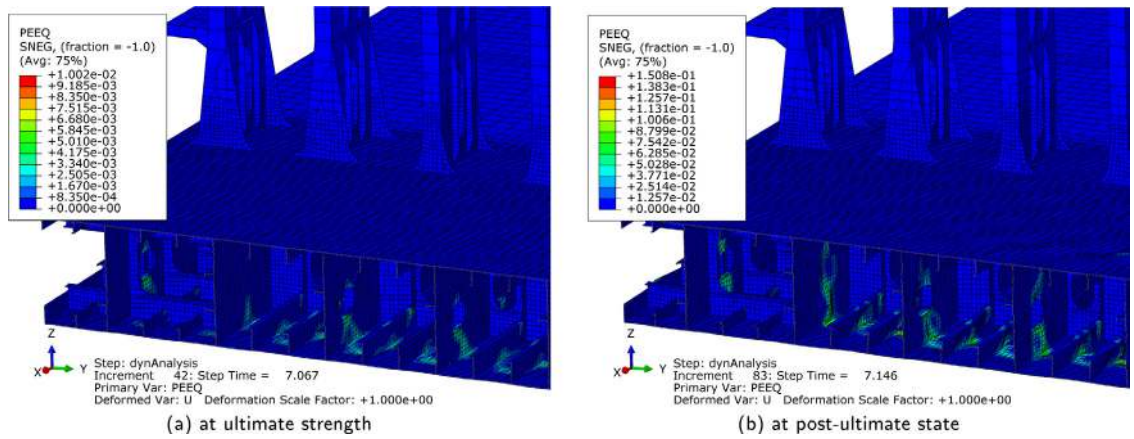 PEEQ
SNEG, (fraction = -1.0)
(Avg: 75%)
+1.002e-02
+9.185e-03
+8.350e-03
+7.515e-03
+6.680e-03
+5.845e-03
+5.010e-03
+4.175e-03
+3.340e-03
+2.505e-03
+1.670e-03
+8.350e-04
+0.000e+00
Z
X
Y
Step: dynAnalysis
Increment 42: Step Time = 7.067
Primary Var: PEEQ
Deformed Var: U Deformation Scale Factor: +1.000e+00
(a) at ultimate strength
PEEQ
SNEG, (fraction = -1.0)
(Avg: 75%)
+1.508e-01
+1.383e-01
+1.257e-01
+1.131e-01
+1.006e-01
+8.799e-02
+7.542e-02
+6.285e-02
+5.028e-02
+3.771e-02
+2.514e-02
+1.257e-02
+0.000e+00
Z
X
Y
Step: dynAnalysis
Increment 83: Step Time = 7.146
Primary Var: PEEQ
Deformed Var: U Deformation Scale Factor: +1.000e+00
(b) at post-ultimate state